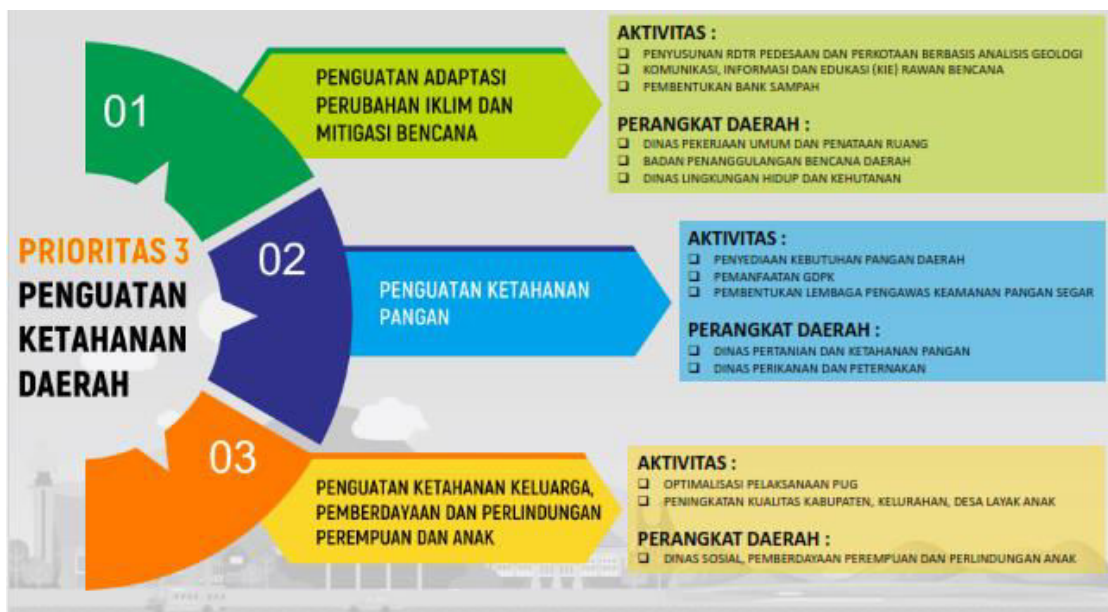 PRIORITAS 3
PENGUATAN
KETAHANAN
DAERAH
01
PENGUATAN ADAPTASI
PERUBAHAN IKLIM DAN
MITIGASI BENCANA
AKTIVITAS :
PENYUSUNAN RDTR PEDESAAN DAN PERKOTAAN BERBASIS ANALISIS GEOLOGI
KOMUNIKASI, INFORMASI DAN EDUKASI (KIE) RAWAN BENCANA
PEMBENTUKAN BANK SAMPAH
PERANGKAT DAERAH :
DINAS PEKERJAAN UMUM DAN PENATAAN RUANG
BADAN PENANGGULANGAN BENCANA DAERAH
DINAS LINGKUNGAN HIDUP DAN KEHUTANAN
02
PENGUATAN KETAHANAN
PANGAN
AKTIVITAS :
PENYEDIAAN KEBUTUHAN PANGAN DAERAH
PEMANFAATAN GDPK
PEMBENTUKAN LEMBAGA PENGAWAS KEAMANAN PANGAN SEGAR
PERANGKAT DAERAH :
DINAS PERTANIAN DAN KETAHANAN PANGAN
DINAS PERIKANAN DAN PETERNAKAN
03
PENGUATAN KETAHANAN KELUARGA,
PEMBERDAYAAN DAN PERLINDUNGAN
PEREMPUAN DAN ANAK
AKTIVITAS :
OPTIMALISASI PELAKSANAAN PUG
PENINGKATAN KUALITAS KABUPATEN, KELURAHAN, DESA LAYAK ANAK
PERANGKAT DAERAH :
DINAS SOSIAL, PEMBERDAYAAN PEREMPUAN DAN PERLINDUNGAN ANAK